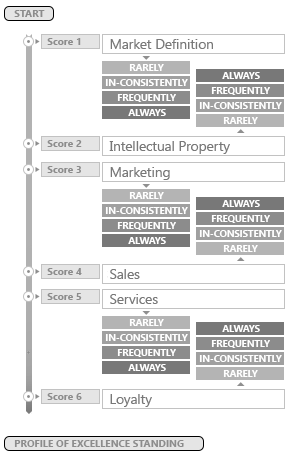 START
Score 1 Market Definition
RARELY
IN-CONSISTENTLY
FREQUENTLY
ALWAYS
ALWAYS
FREQUENTLY
IN-CONSISTENTLY
RARELY
Score 2 Intellectual Property
Score 3 Marketing
RARELY
IN-CONSISTENTLY
FREQUENTLY
ALWAYS
ALWAYS
FREQUENTLY
IN-CONSISTENTLY
RARELY
Score 4 Sales
Score 5 Services
RARELY
IN-CONSISTENTLY
FREQUENTLY
ALWAYS
ALWAYS
FREQUENTLY
IN-CONSISTENTLY
RARELY
Score 6 Loyalty
PROFILE OF EXCELLENCE STANDING